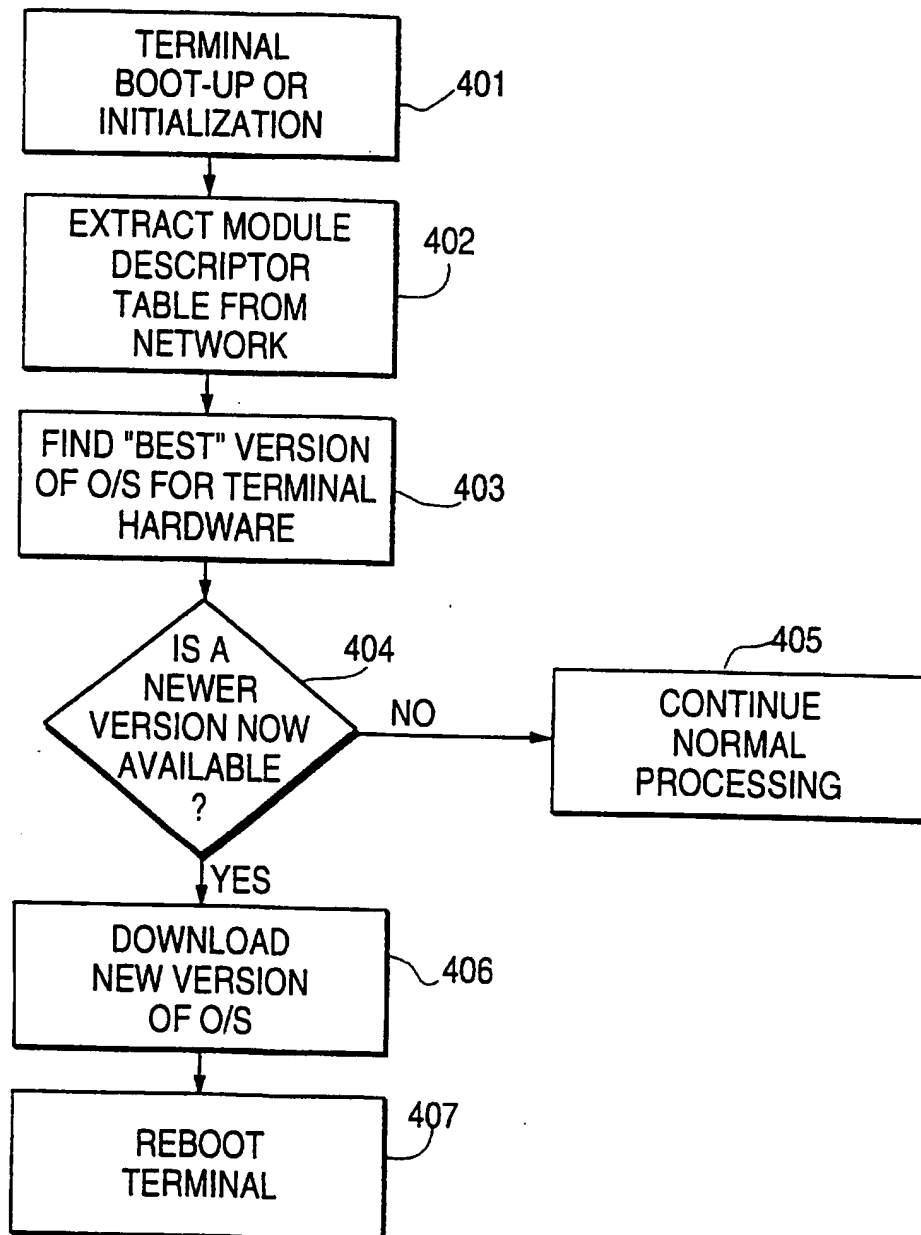 TERMINAL
BOOT-UP OR
INITIALIZATION
401
EXTRACT MODULE
DESCRIPTOR
TABLE FROM
NETWORK
402
FIND "BEST" VERSION
OF O/S FOR TERMINAL
HARDWARE
403
IS A
NEWER
VERSION NOW
AVAILABLE
?
404
NO
405
CONTINUE
NORMAL
PROCESSING
YES
DOWNLOAD
NEW VERSION
OF O/S
406
REBOOT
TERMINAL
407